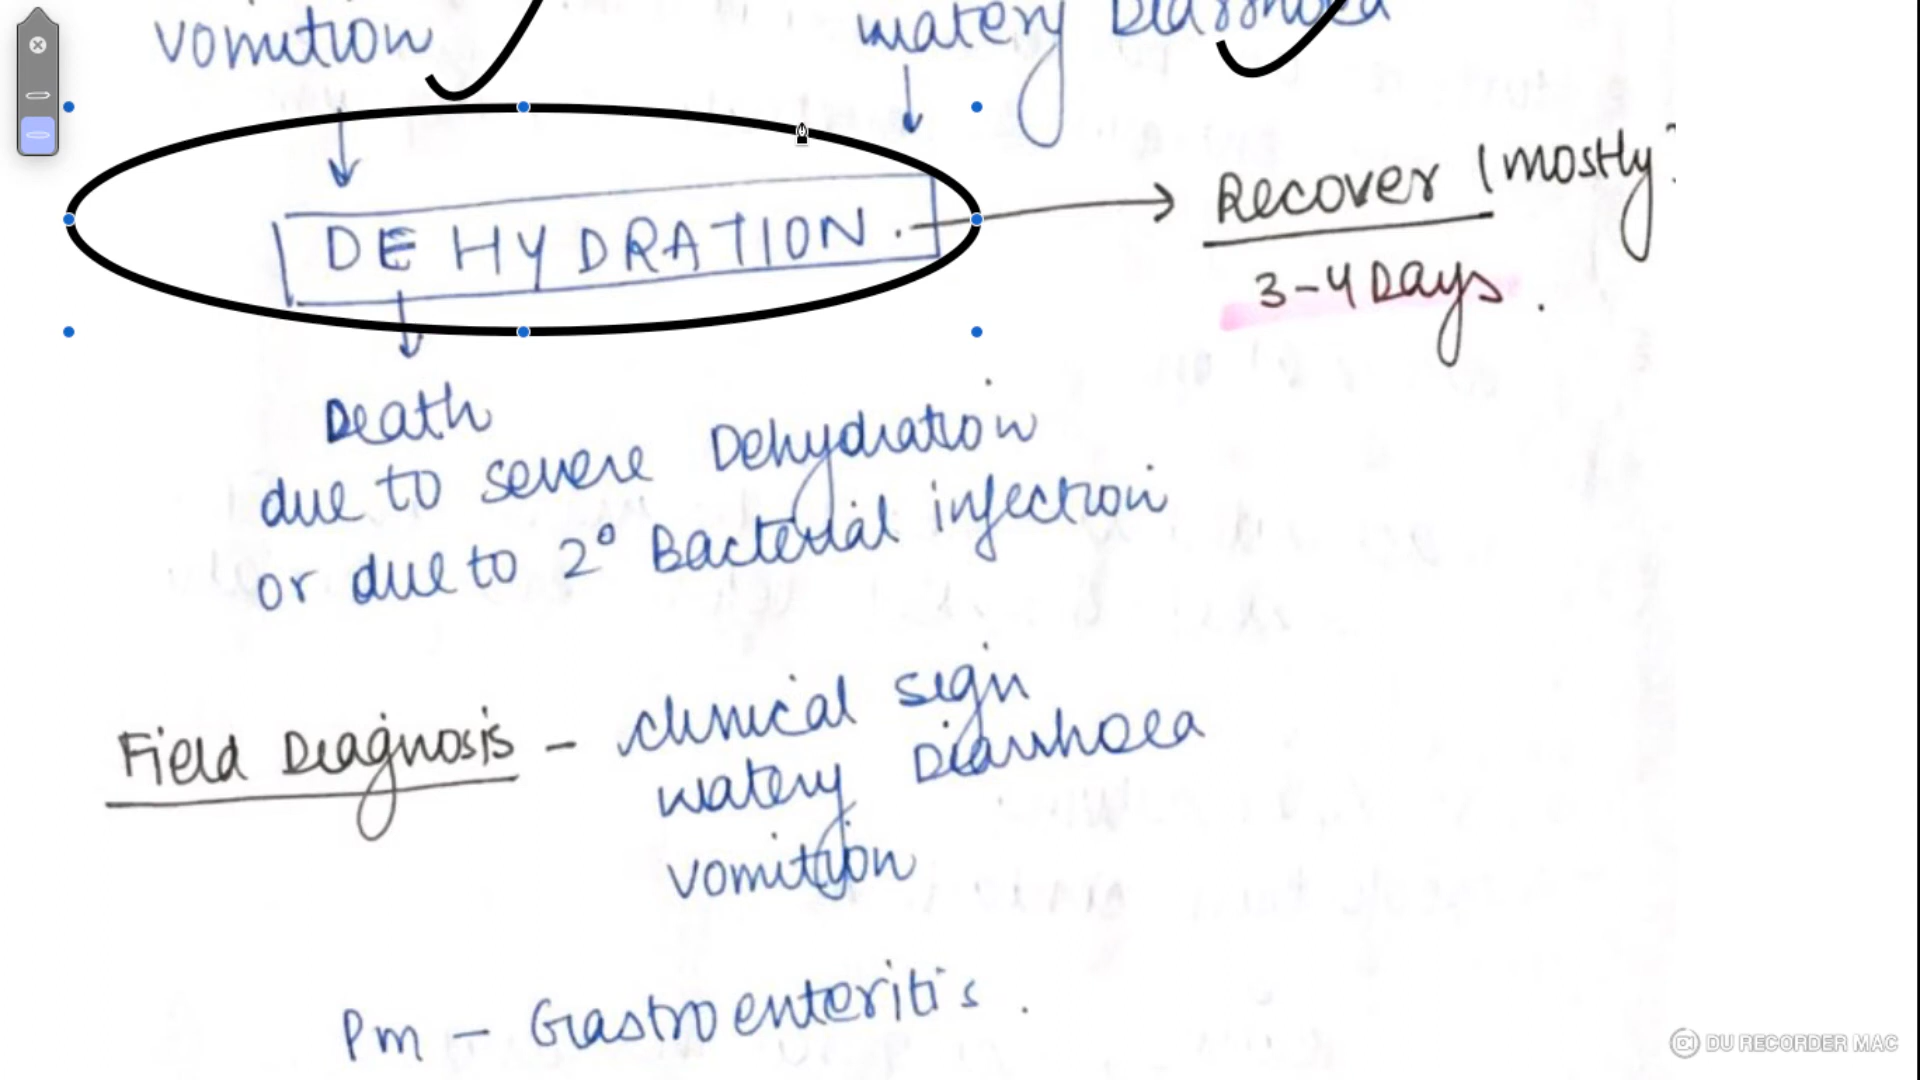 vomition watery Diarrhoea
DEHYDRATION. Recover (mostly)
3-4 Days.
Death
due to severe Dehydration
or due to 2° Bacterial infection
Field Diagnosis - clinical sign
watery Diarrhoea
vomition
Pm - Gastroenteritis.
DU RECORDER MAC